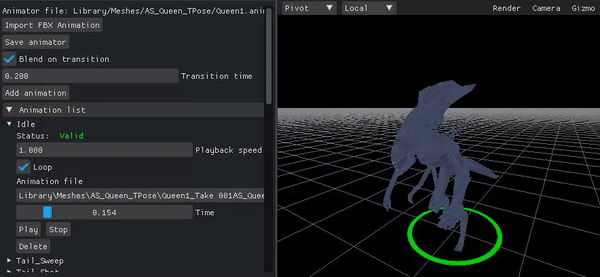 Animator file: Library/Meshes/AS_Queen_TPose/Queen1.anim
Import FBX Animation
Save animator
Blend on transition
0.200 Transition time
Add animation
Animation list
Idle
Status: Valid
1.000 Playback speed
Loop
Animation file
Library\Meshes\AS_Queen_TPose\Queen1_Take 001AS_Quee
0.154 Time
Play Stop
Delete
Tail_Sweep
Tail_Shot
Pivot Local Render Camera Gizmo